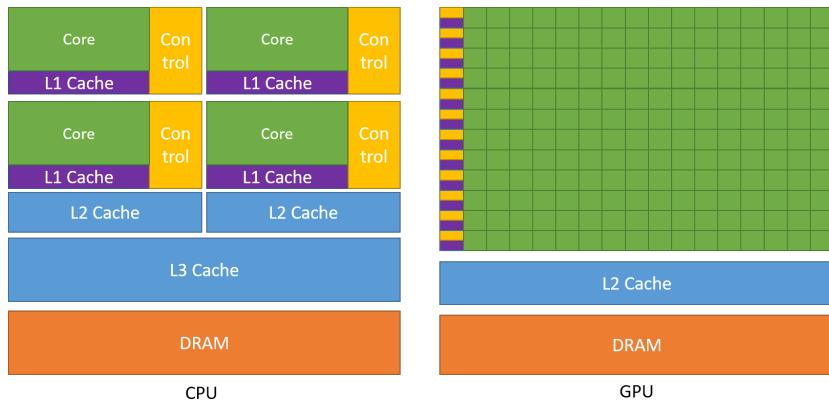 Core
Con
trol
L1 Cache
Core
Con
trol
L1 Cache
Core
Con
trol
L1 Cache
Core
Con
trol
L1 Cache
L2 Cache
L2 Cache
L3 Cache
DRAM
CPU
L2 Cache
DRAM
GPU